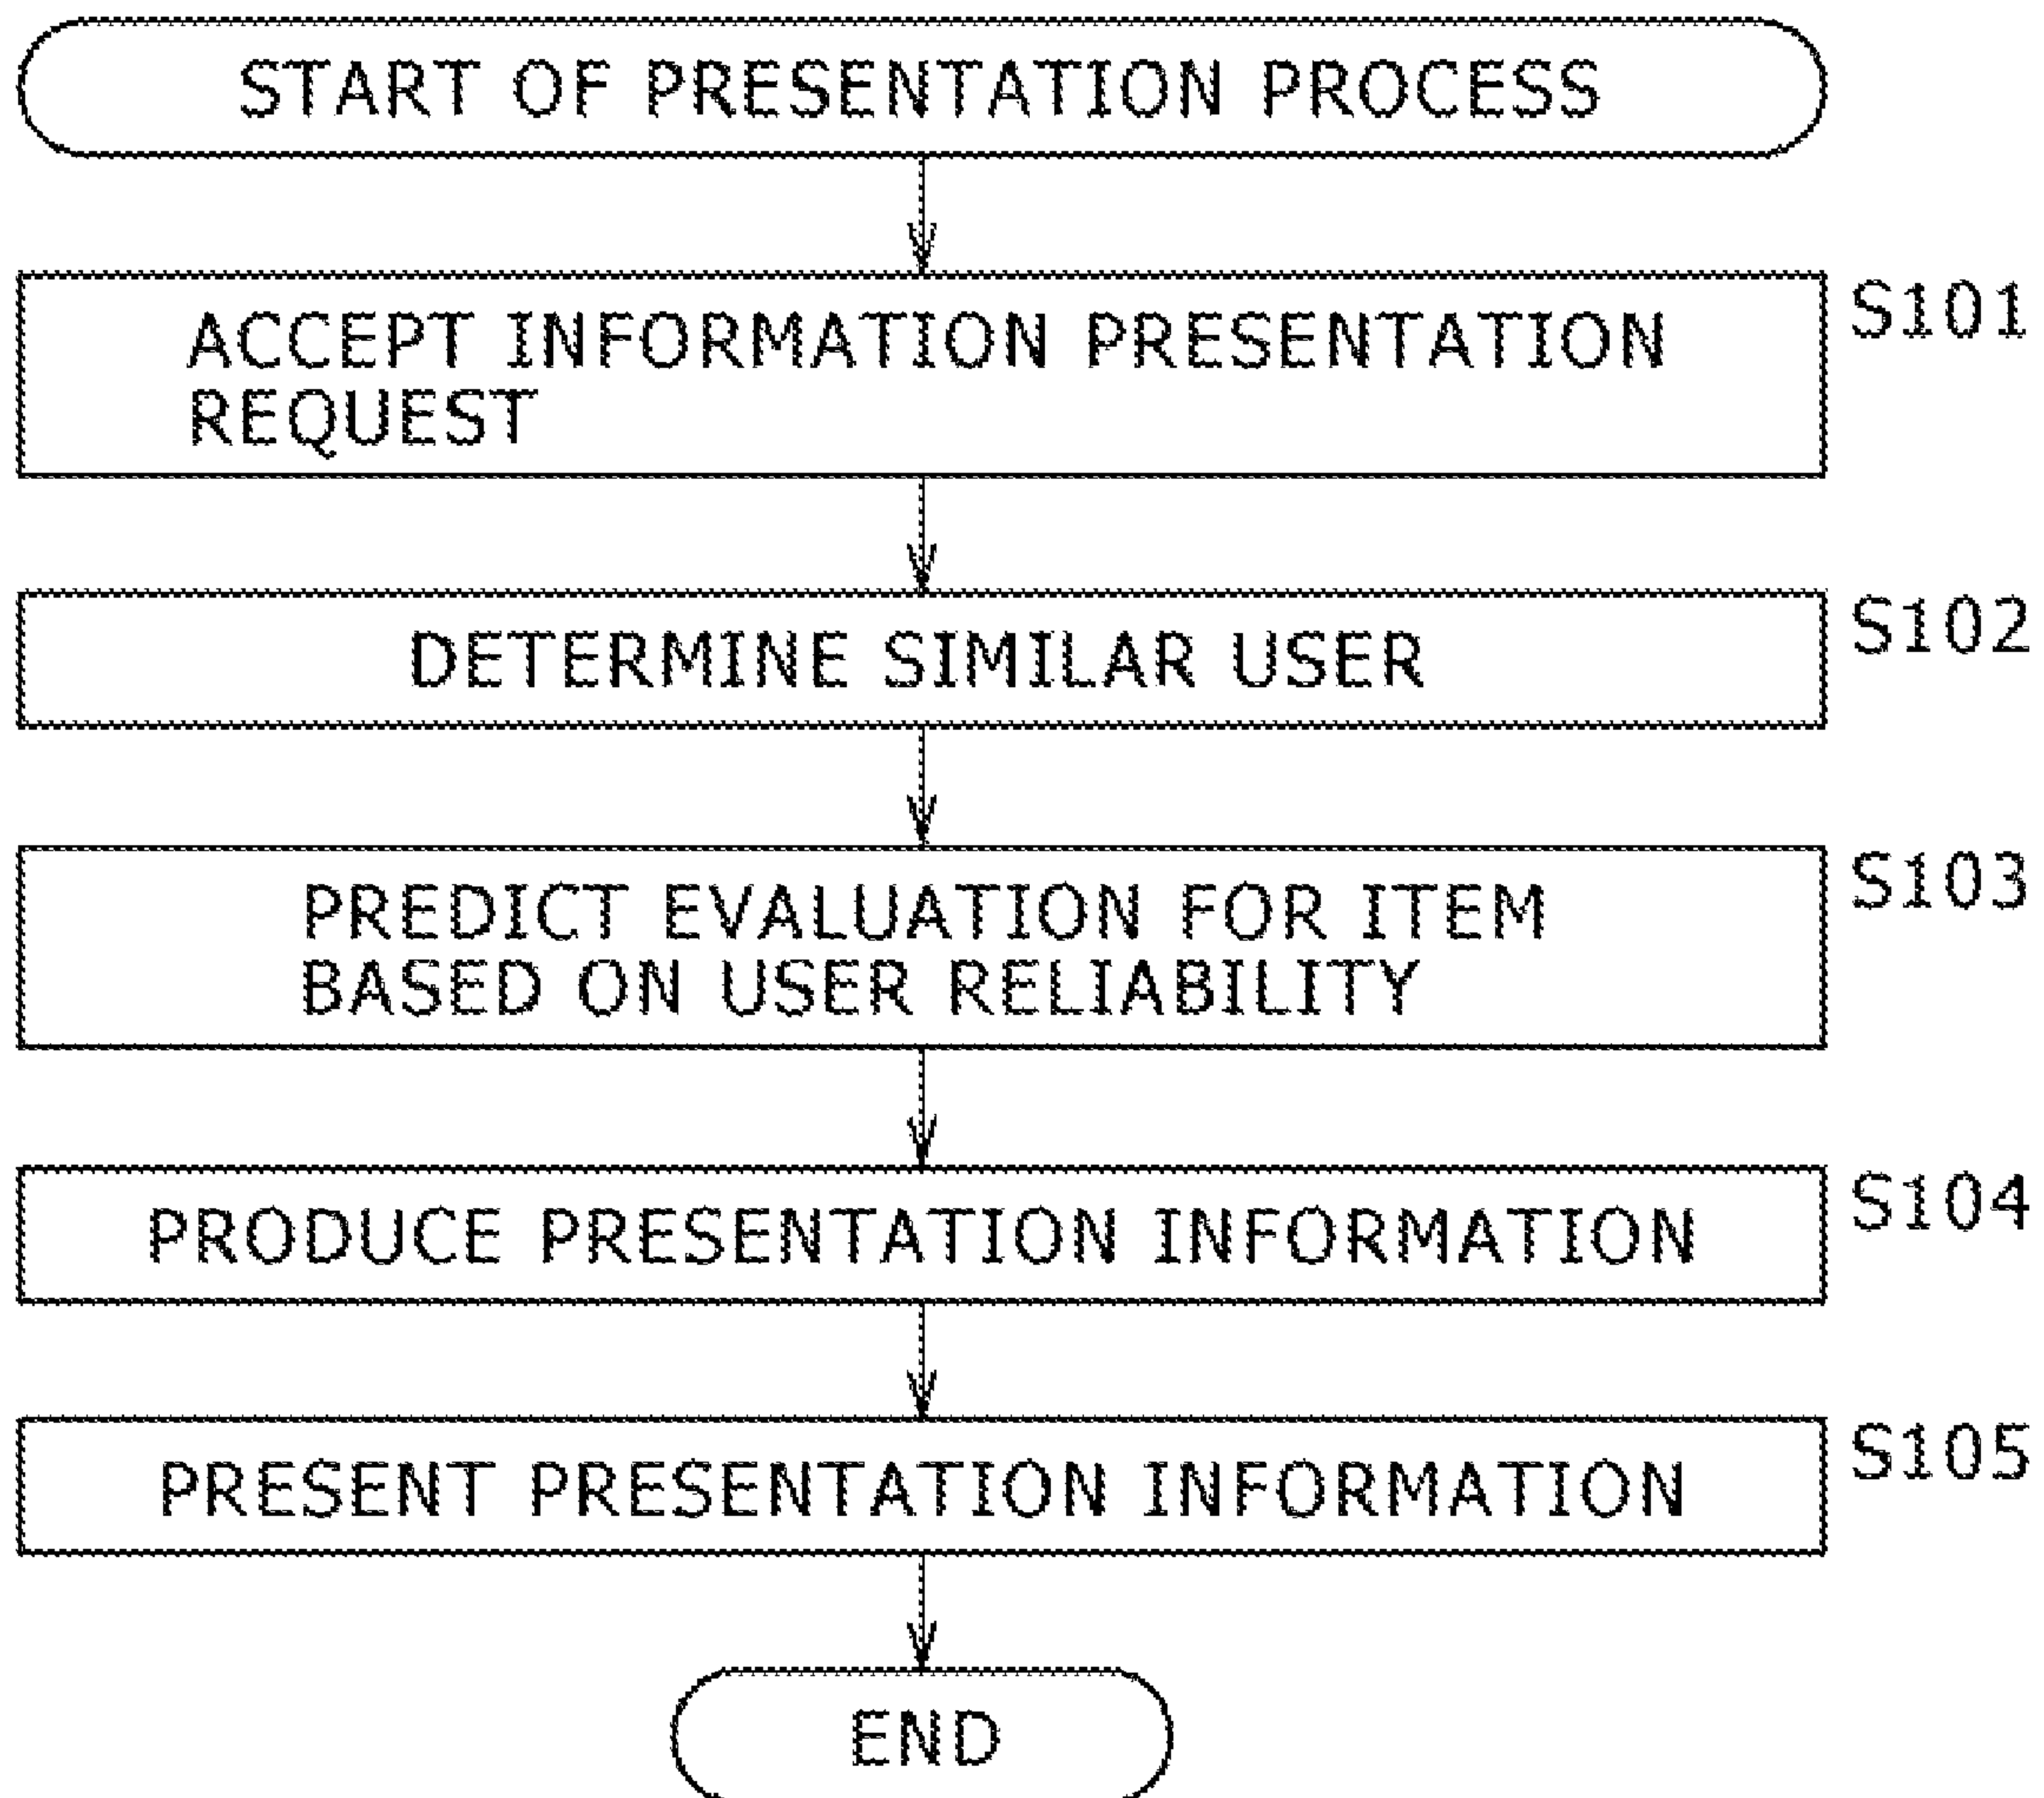 START OF PRESENTATION PROCESS
ACCEPT INFORMATION PRESENTATION
REQUEST
S101
DETERMINE SIMILAR USER
S102
PREDICT EVALUATION FOR ITEM
BASED ON USER RELIABILITY
S103
PRODUCE PRESENTATION INFORMATION
S104
PRESENT PRESENTATION INFORMATION
S105
END